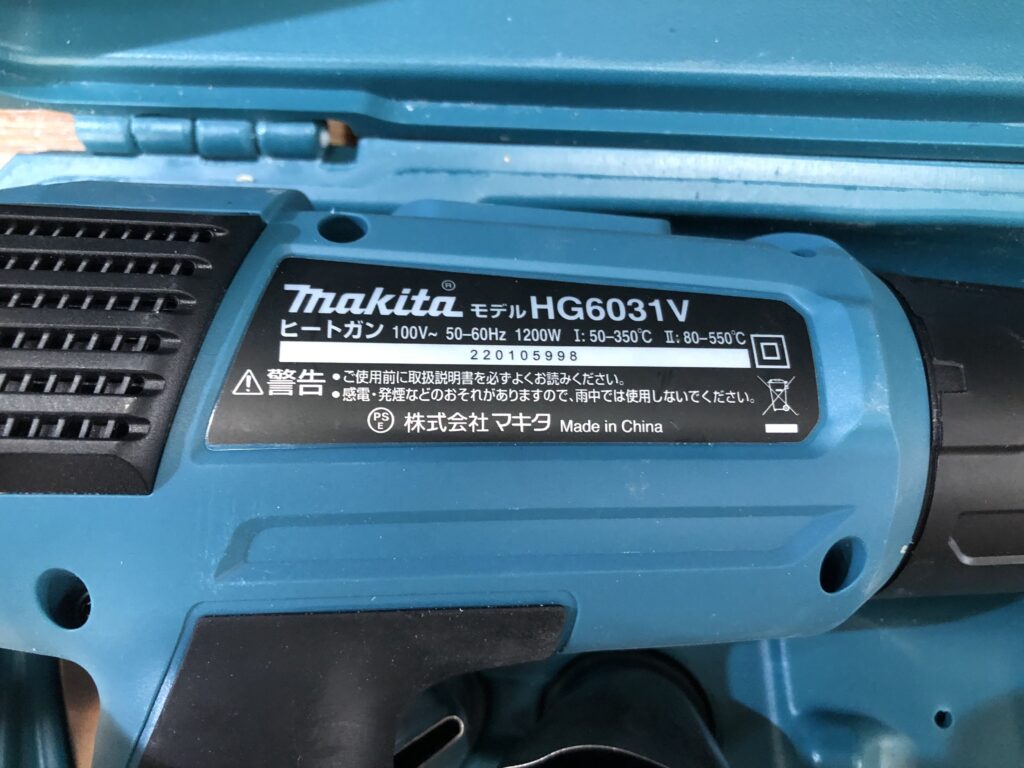 makita® モデル HG6031V
ヒートガン 100V~ 50–60Hz 1200W I: 50–350℃ II: 80–550℃
220105998
警告 • ご使用前に取扱説明書を必ずよくお読みください。
• 感電・発煙などのおそれがありますので、雨中では使用しないでください。
PSE 株式会社 マキタ Made in China